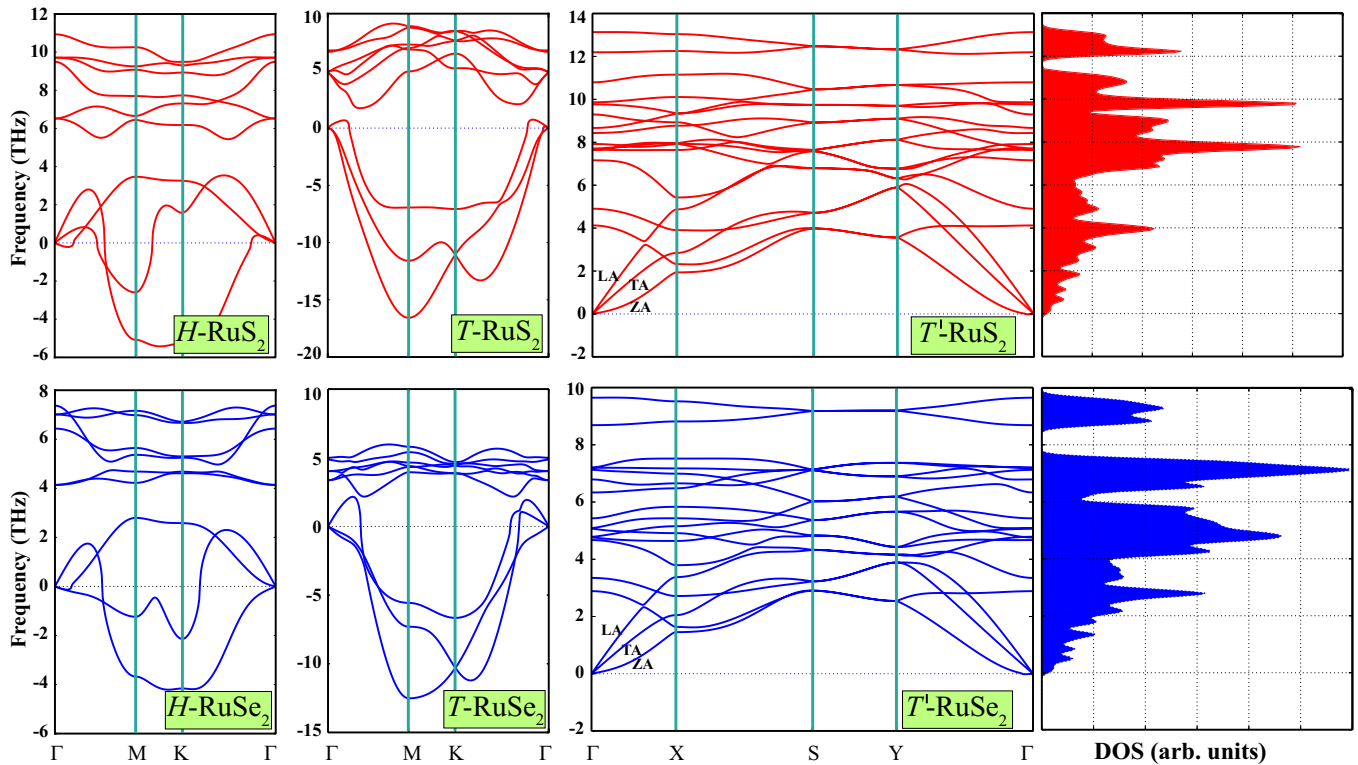 Frequency (THz)
12
10
8
6
4
2
0
-2
-4
-6
H-RuS₂
10
5
0
-5
-10
-15
-20
T-RuS₂
14
12
10
8
6
4
2
0
-2
LA
TA
ZA
T'-RuS₂
Frequency (THz)
8
6
4
2
0
-2
-4
-6
H-RuSe₂
Γ M K Γ
10
5
0
-5
-10
-15
T-RuSe₂
Γ M K Γ
10
8
6
4
2
0
-2
LA
TA
ZA
T'-RuSe₂
Γ X S Y Γ
DOS (arb. units)